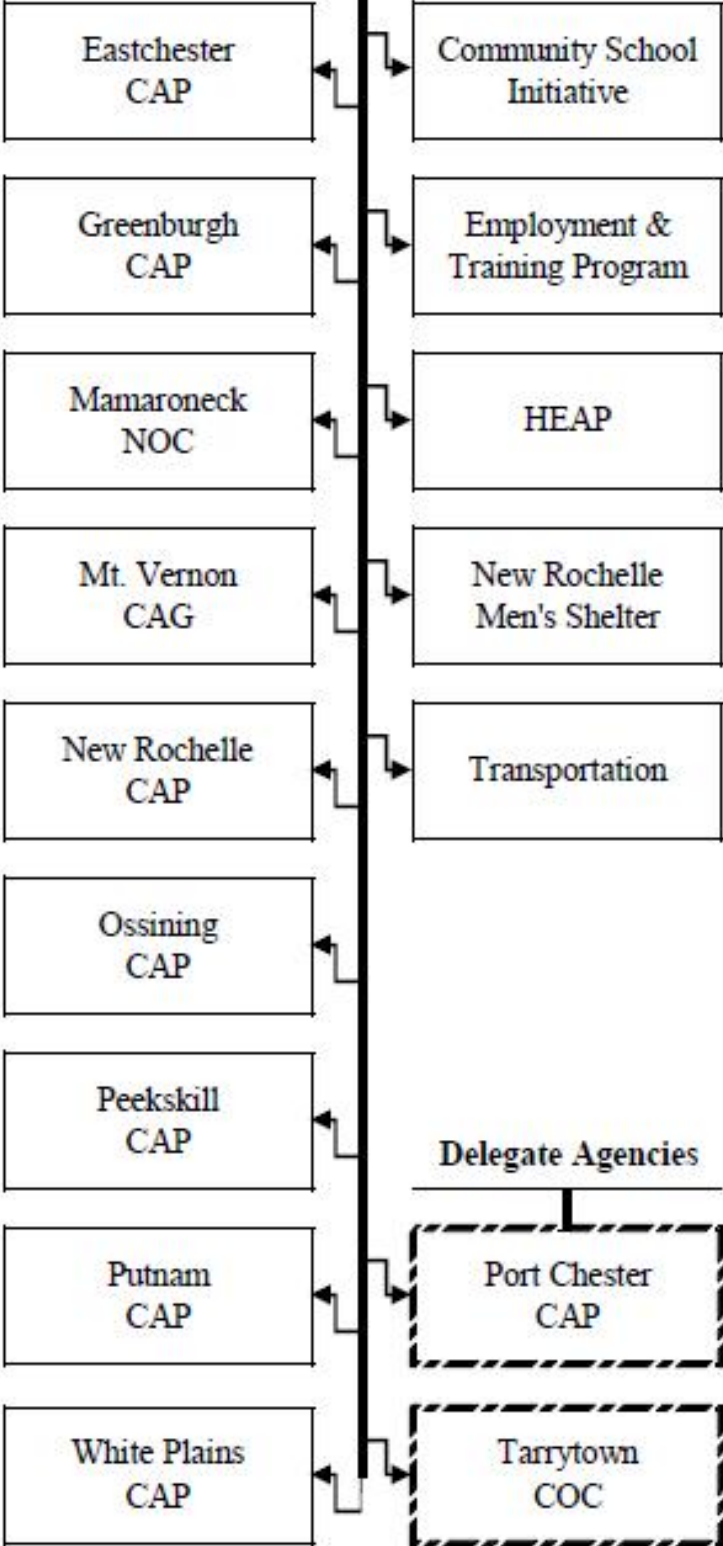 Eastchester
CAP
Community School
Initiative
Greenburgh
CAP
Employment &
Training Program
Mamaroneck
NOC
HEAP
Mt. Vernon
CAG
New Rochelle
Men's Shelter
New Rochelle
CAP
Transportation
Ossining
CAP
Peekskill
CAP
Delegate Agencies
Putnam
CAP
Port Chester
CAP
White Plains
CAP
Tarrytown
COC